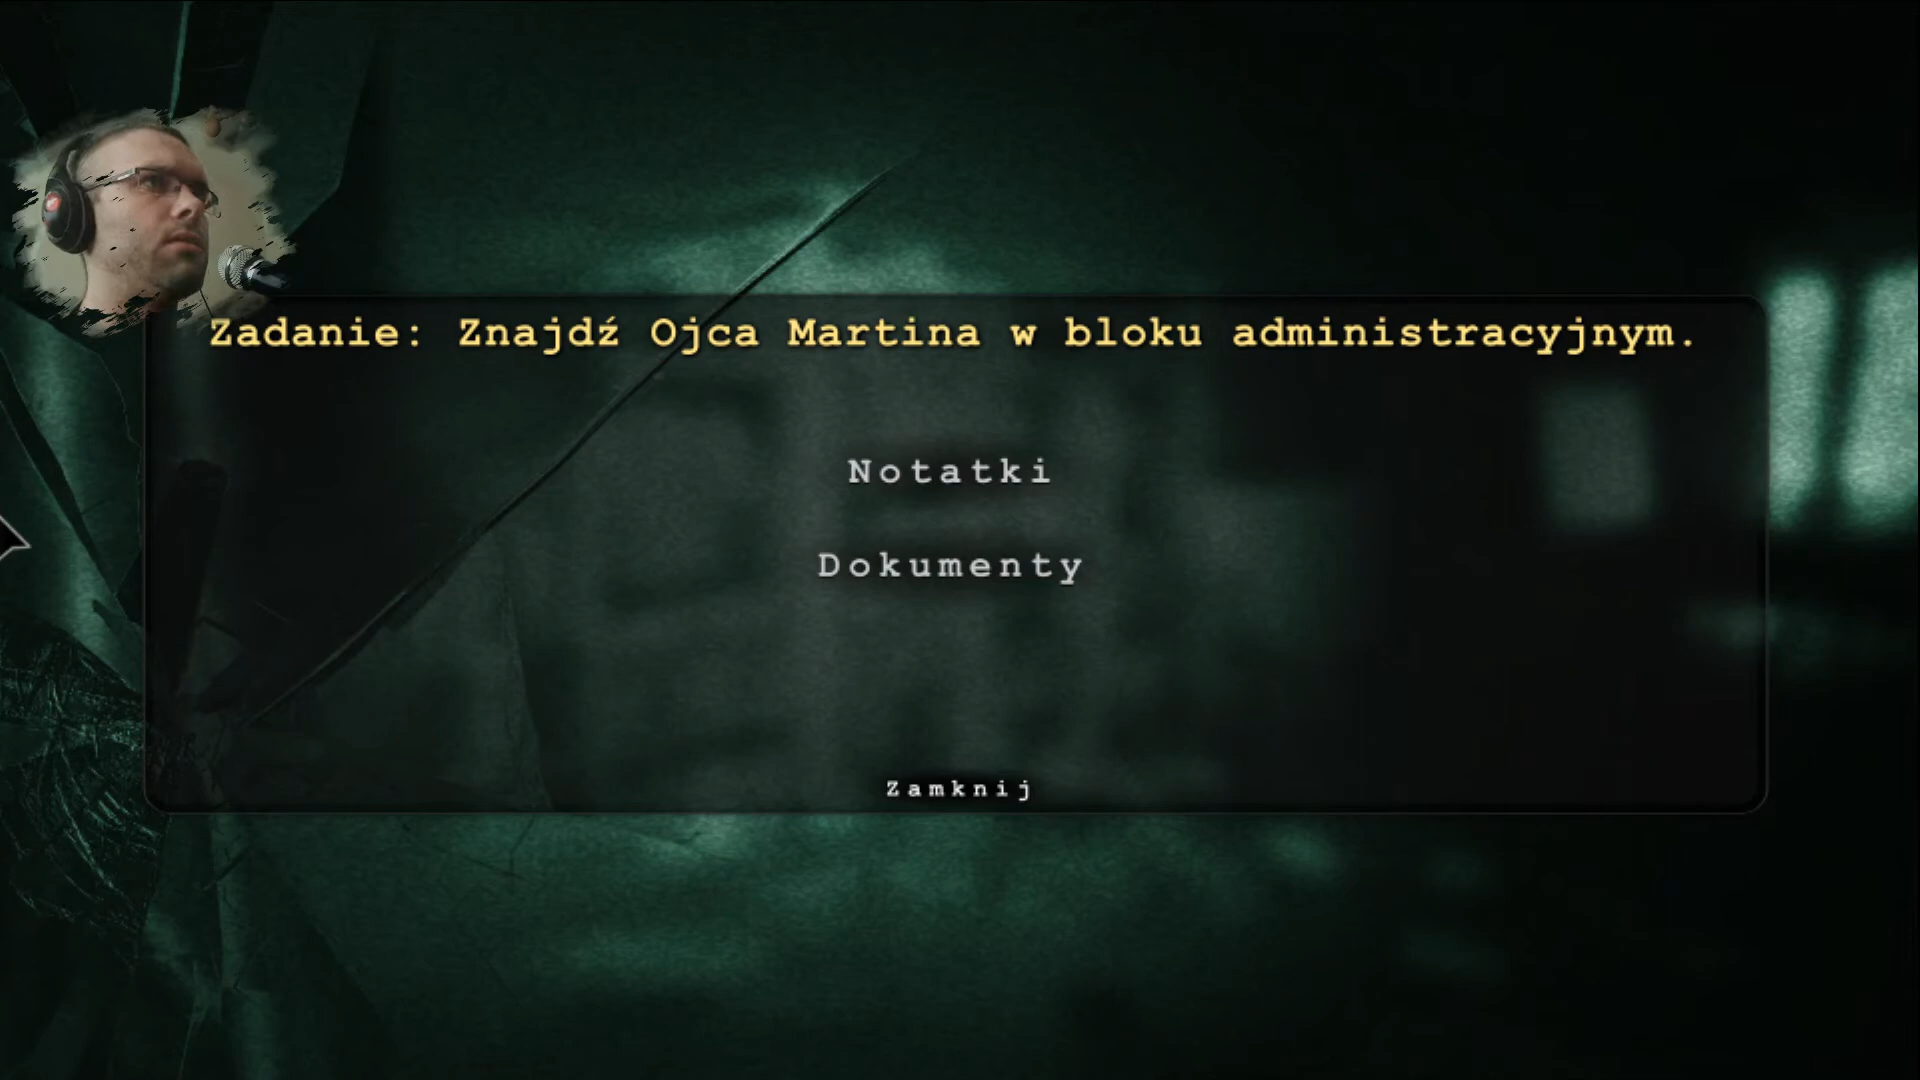 Zadanie: Znajdź Ojca Martina w bloku administracyjnym.
Notatki
Dokumenty
Zamknij